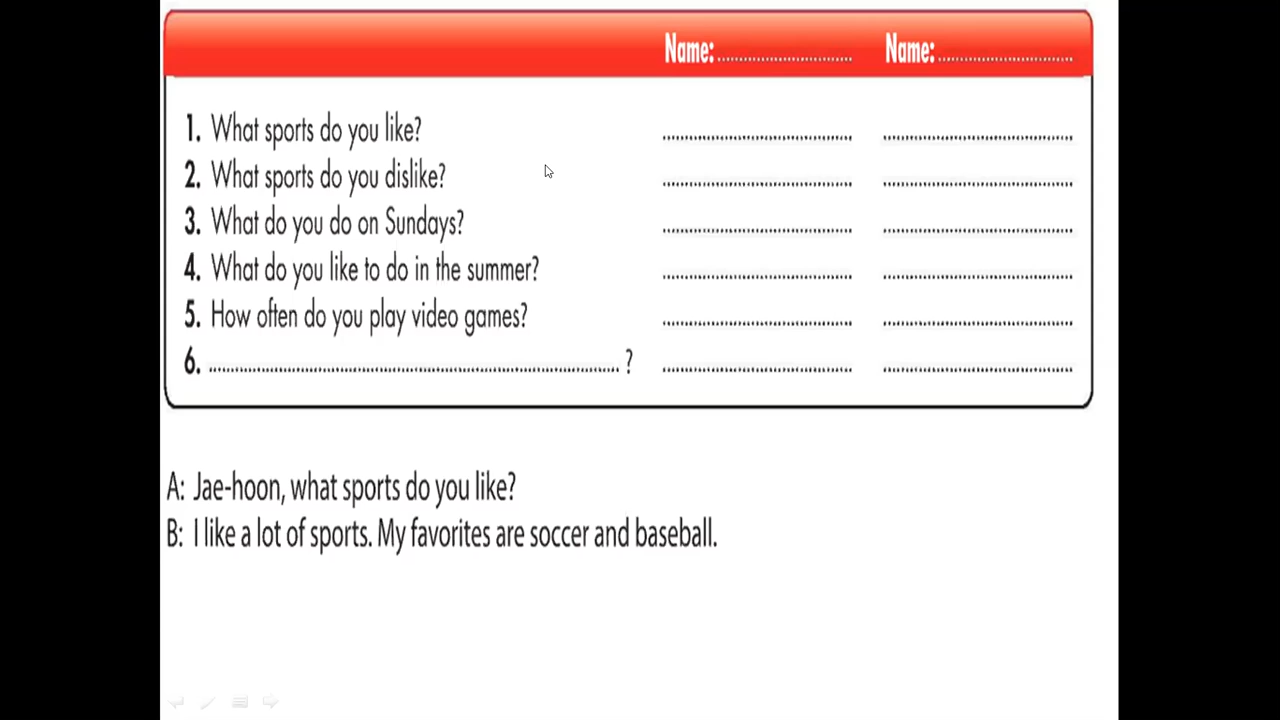 Name: ........................ Name: ........................
1. What sports do you like? ........................ ........................
2. What sports do you dislike? ........................ ........................
3. What do you do on Sundays? ........................ ........................
4. What do you like to do in the summer? ........................ ........................
5. How often do you play video games? ........................ ........................
6. ........................ ? ........................ ........................
A: Jae-hoon, what sports do you like?
B: I like a lot of sports. My favorites are soccer and baseball.